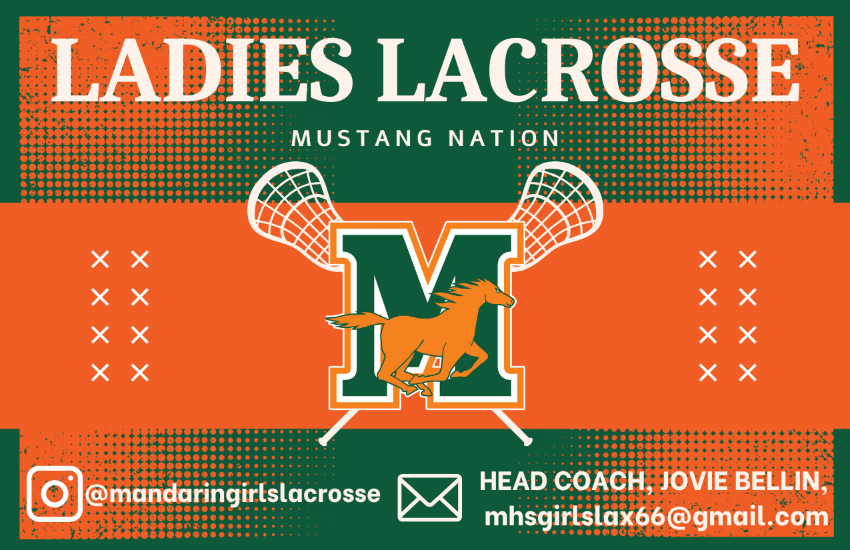 LADIES LACROSSE
MUSTANG NATION
M
@mandaringirlslacrosse
HEAD COACH, JOVIE BELLIN,
mhsgirlslax66@gmail.com